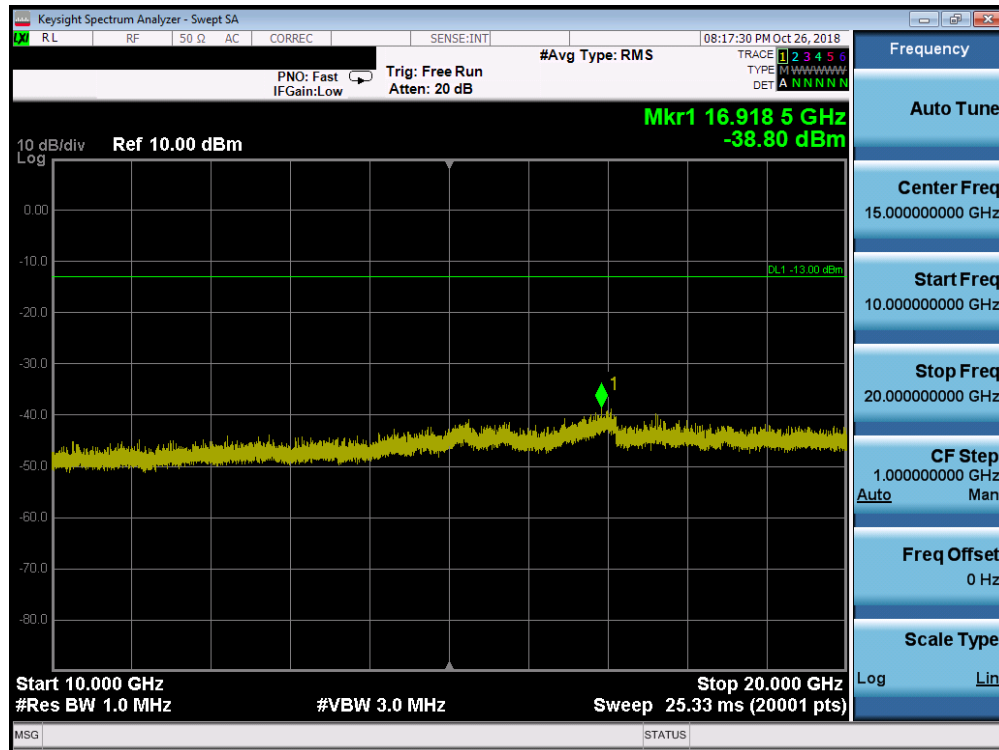 Keysight Spectrum Analyzer - Swept SA
LXI RL RF 50 Ω AC CORREC SENSE:INT 08:17:30 PM Oct 26, 2018
#Avg Type: RMS
TRACE 1 2 3 4 5 6
TYPE M WWWWW
DET A N N N N N
PNO: Fast
IFGain:Low
Trig: Free Run
Atten: 20 dB
Mkr1 16.918 5 GHz
-38.80 dBm
10 dB/div
Log
Ref 10.00 dBm
0.00
-10.0
DL1 -13.00 dBm
-20.0
-30.0
1
-40.0
-50.0
-60.0
-70.0
-80.0
Start 10.000 GHz
Stop 20.000 GHz
#Res BW 1.0 MHz
#VBW 3.0 MHz
Sweep 25.33 ms (20001 pts)
MSG
STATUS
Frequency
Auto Tune
Center Freq
15.000000000 GHz
Start Freq
10.000000000 GHz
Stop Freq
20.000000000 GHz
CF Step
1.000000000 GHz
Auto Man
Freq Offset
0 Hz
Scale Type
Log Lin